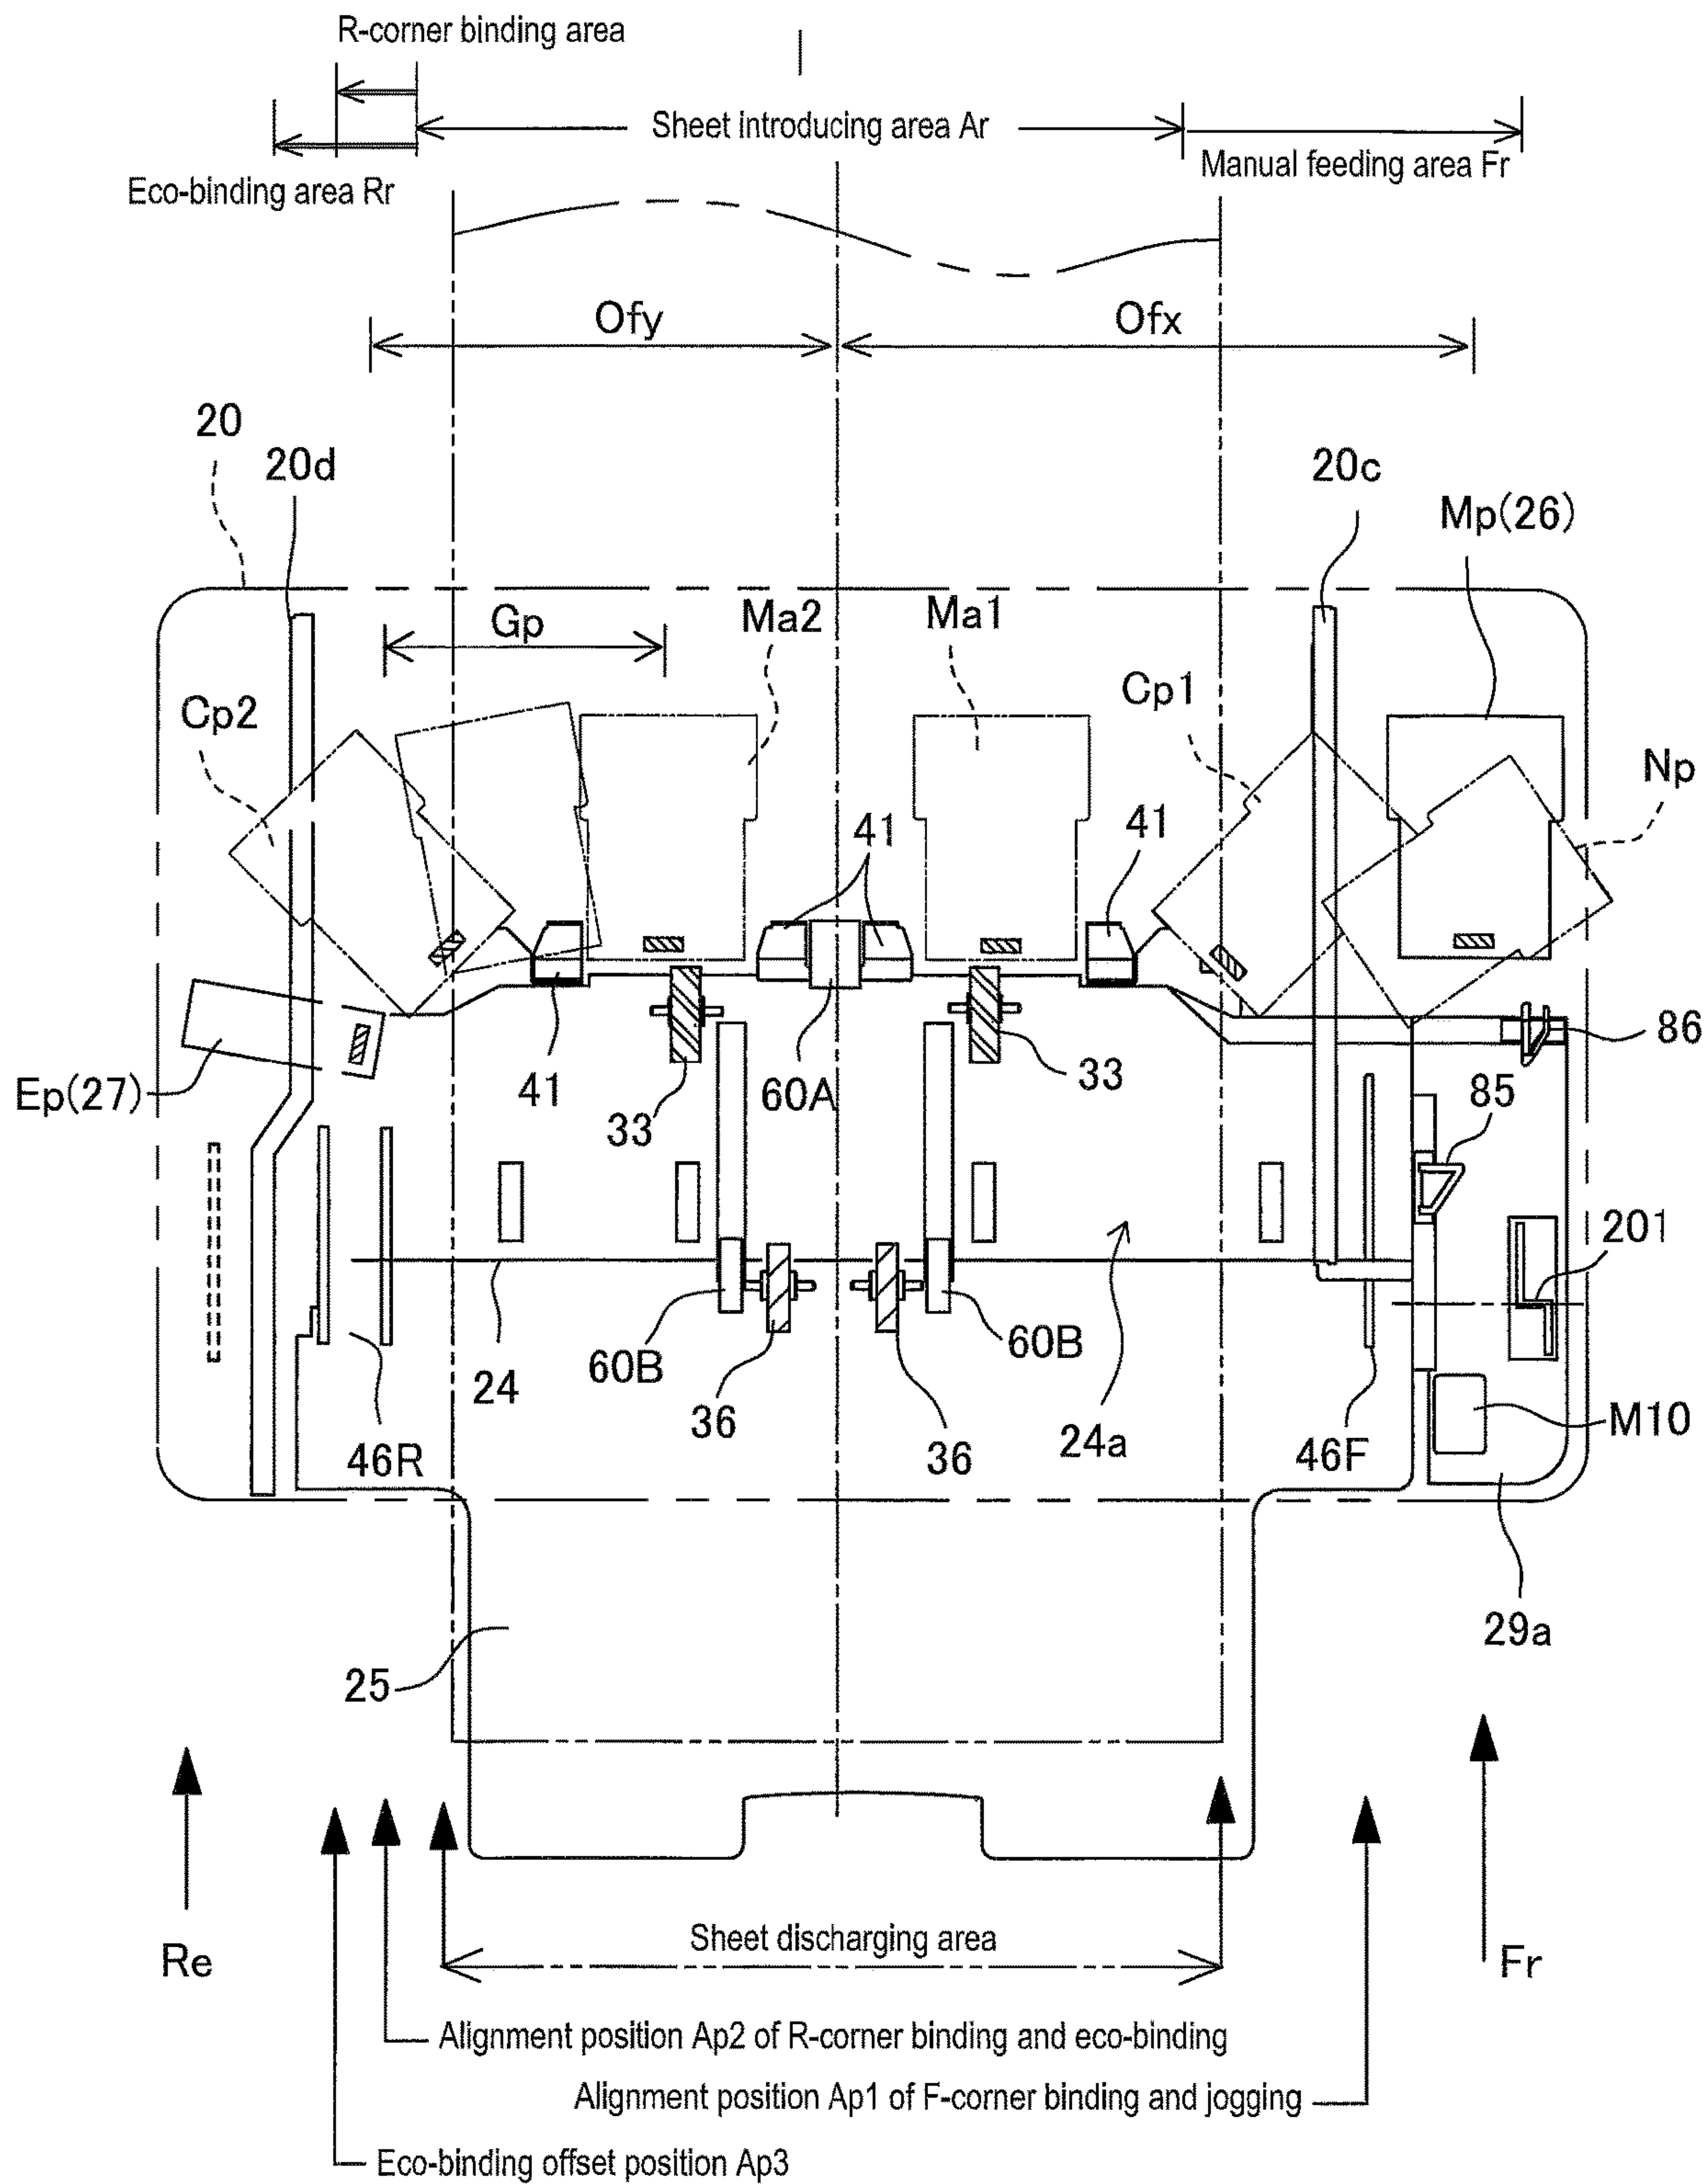 R-corner binding area
Sheet introducing area Ar
Manual feeding area Fr
Eco-binding area Rr
Ofy
Ofx
20
20d
20c
Mp(26)
Gp
Ma2
Ma1
Cp2
Cp1
Np
41
41
86
Ep(27)
41
60A
33
85
33
201
60B
60B
24
36
24a
M10
46R
36
46F
29a
25
Re
Sheet discharging area
Fr
Alignment position Ap2 of R-corner binding and eco-binding
Alignment position Ap1 of F-corner binding and jogging
Eco-binding offset position Ap3